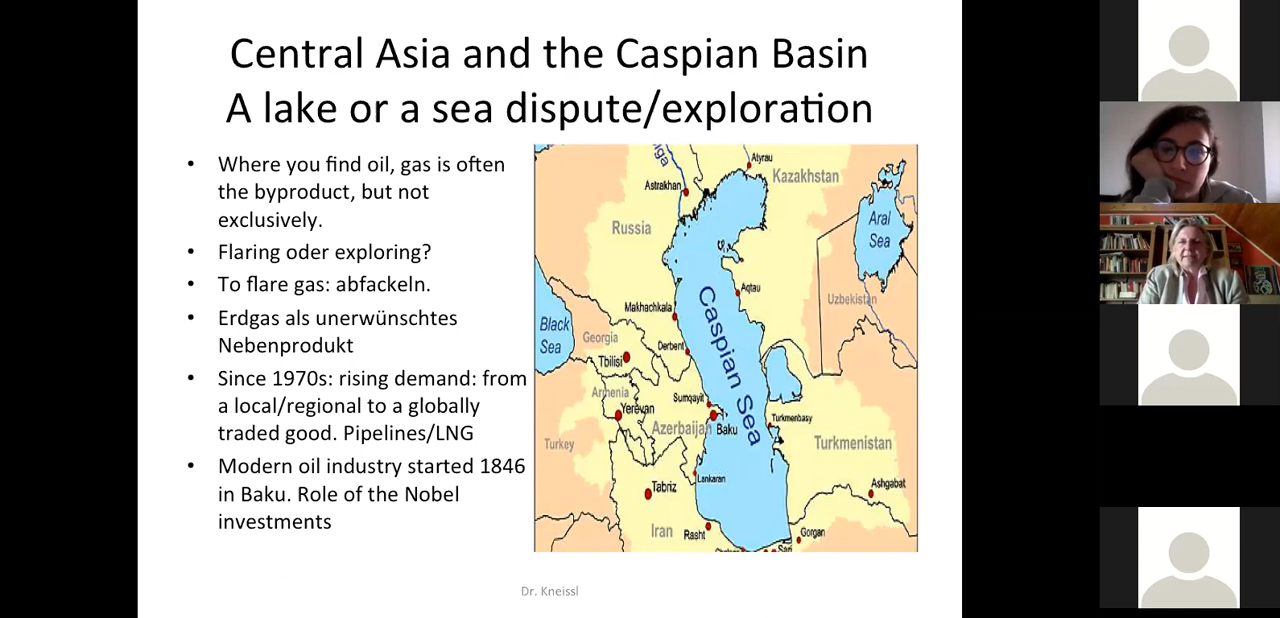 Central Asia and the Caspian Basin
A lake or a sea dispute/exploration
• Where you find oil, gas is often
the byproduct, but not
exclusively.
• Flaring oder exploring?
• To flare gas: abfackeln.
• Erdgas als unerwünschtes
Nebenprodukt
• Since 1970s: rising demand: from
a local/regional to a globally
traded good. Pipelines/LNG
• Modern oil industry started 1846
in Baku. Role of the Nobel
investments
Atyrau
Kazakhstan
Astrakhan
Aral
Sea
Russia
Uzbekistan
Aqtau
Makhachkala
Caspian Sea
Black
Sea
Georgia
Derbent
Tbilisi
Armenia
Sumqayit
Yerevan
Azerbaijan
Baku
Turkmenbasy
Turkey
Turkmenistan
Lankaran
Tabriz
Ashgabat
Iran
Rasht
Gorgan
Sari
Dr. Kneissl